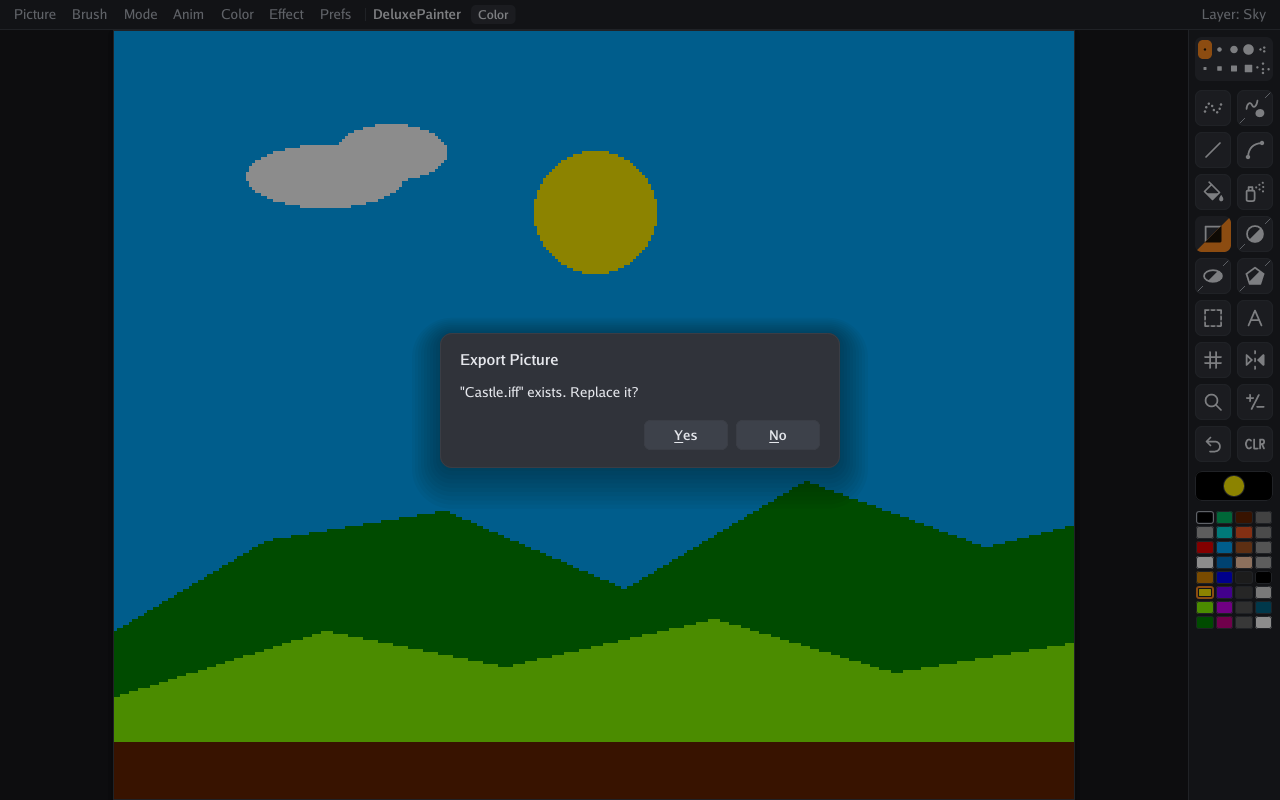 Picture Brush Mode Anim Color Effect Prefs DeluxePainter Color Layer: Sky
Export Picture
"Castle.iff" exists. Replace it?
Yes No
CLR